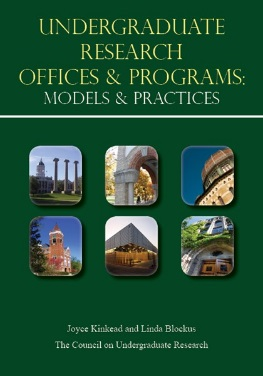 UNDERGRADUATE
RESEARCH
OFFICES & PROGRAMS:
MODELS & PRACTICES
Joyce Kinkead and Linda Blockus
The Council on Undergraduate Research